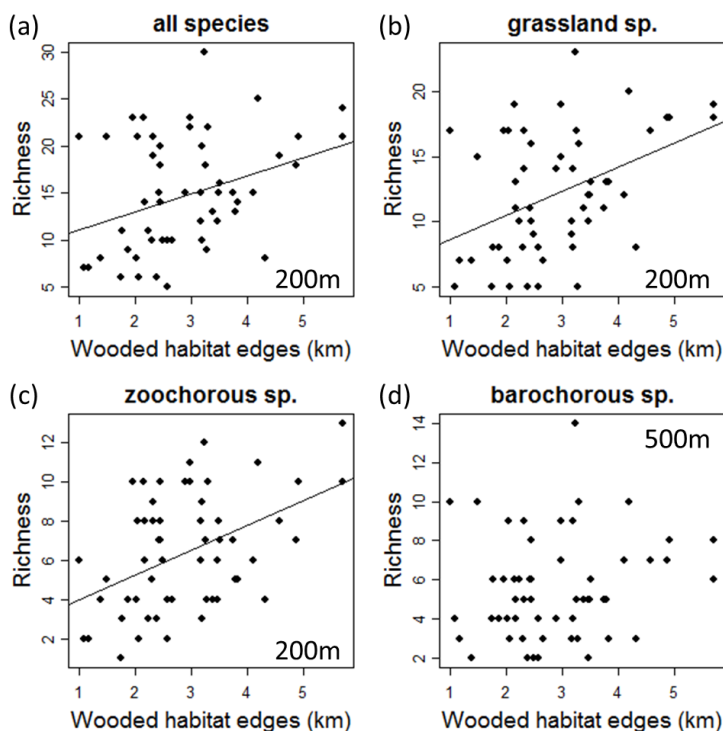 (a) all species
30
25
20
15
10
5
Richness
200m
1 2 3 4 5
Wooded habitat edges (km)
(b) grassland sp.
20
15
10
5
Richness
200m
1 2 3 4 5
Wooded habitat edges (km)
(c) zoochorous sp.
12
10
8
6
4
2
Richness
200m
1 2 3 4 5
Wooded habitat edges (km)
(d) barochorous sp.
14
12
10
8
6
4
2
Richness
500m
1 2 3 4 5
Wooded habitat edges (km)